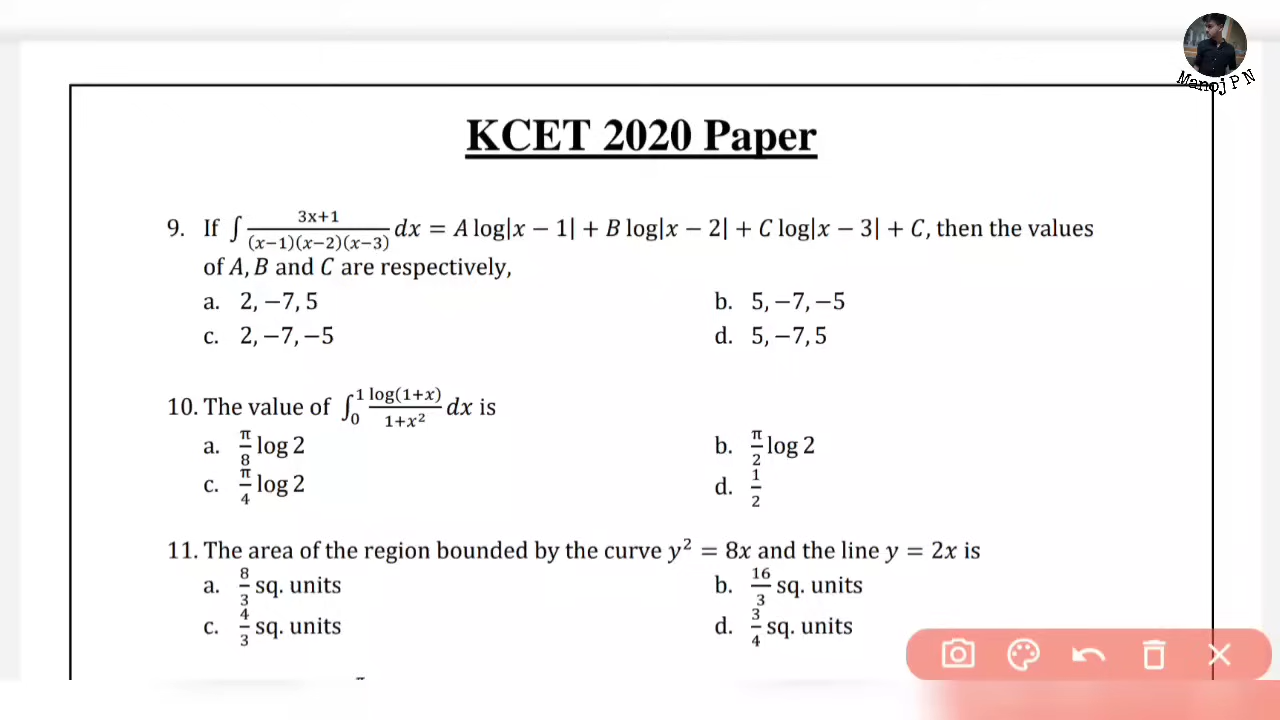 Manoj P N
KCET 2020 Paper
9. If ∫ (3x+1)/((x−1)(x−2)(x−3)) dx = A log|x − 1| + B log|x − 2| + C log|x − 3| + C, then the values
of A, B and C are respectively,
a. 2, −7, 5 b. 5, −7, −5
c. 2, −7, −5 d. 5, −7, 5
10. The value of ∫₀¹ log(1+x)/(1+x²) dx is
a. π/8 log 2 b. π/2 log 2
c. π/4 log 2 d. 1/2
11. The area of the region bounded by the curve y² = 8x and the line y = 2x is
a. 8/3 sq. units b. 16/3 sq. units
c. 4/3 sq. units d. 3/4 sq. units